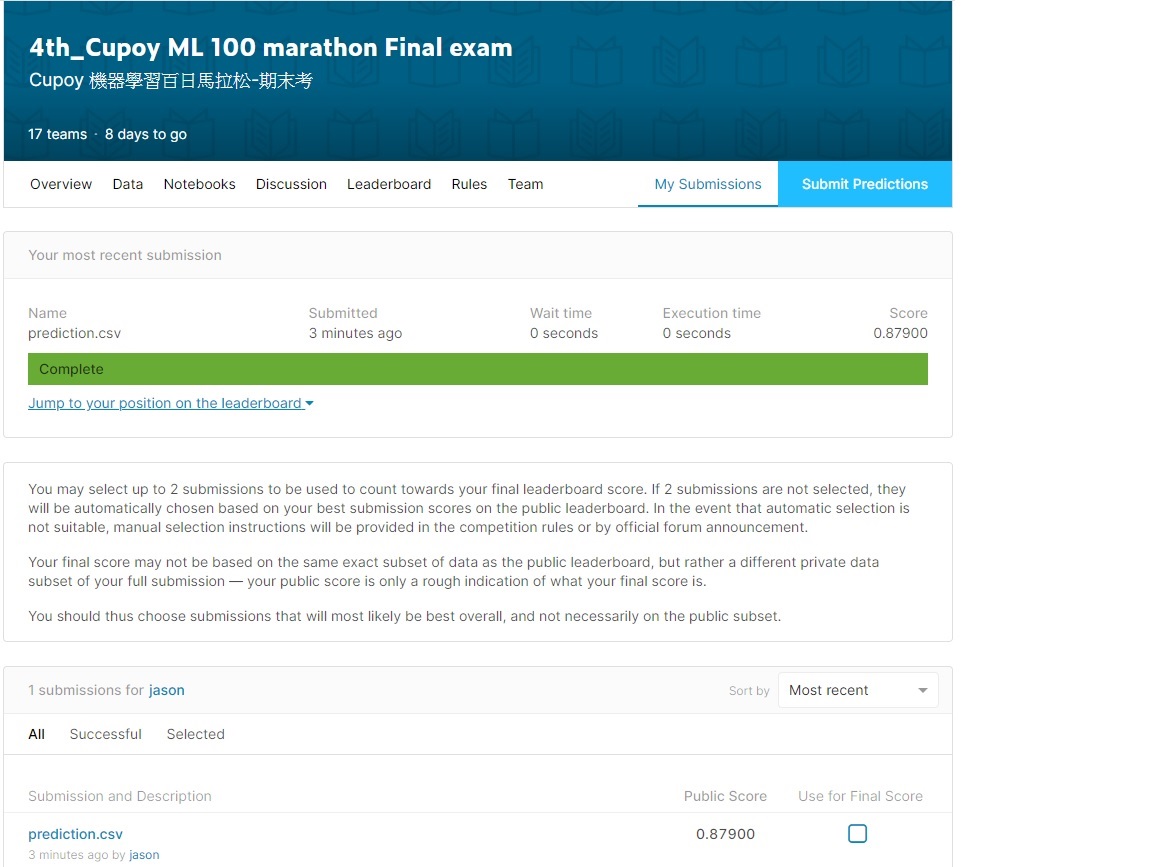 4th_Cupoy ML 100 marathon Final exam
Cupoy 機器學習百日馬拉松-期末考
17 teams · 8 days to go
Overview Data Notebooks Discussion Leaderboard Rules Team My Submissions Submit Predictions
Your most recent submission
Name Submitted Wait time Execution time Score
prediction.csv 3 minutes ago 0 seconds 0 seconds 0.87900
Complete
Jump to your position on the leaderboard
You may select up to 2 submissions to be used to count towards your final leaderboard score. If 2 submissions are not selected, they
will be automatically chosen based on your best submission scores on the public leaderboard. In the event that automatic selection is
not suitable, manual selection instructions will be provided in the competition rules or by official forum announcement.
Your final score may not be based on the same exact subset of data as the public leaderboard, but rather a different private data
subset of your full submission — your public score is only a rough indication of what your final score is.
You should thus choose submissions that will most likely be best overall, and not necessarily on the public subset.
1 submissions for jason Sort by Most recent
All Successful Selected
Submission and Description Public Score Use for Final Score
prediction.csv 0.87900
3 minutes ago by jason